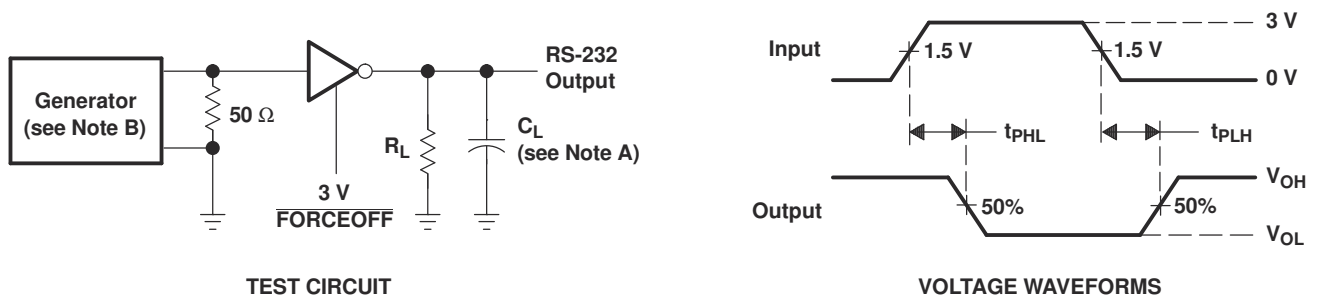 Generator
(see Note B)
50 Ω
3 V
FORCEOFF
R_L
C_L
(see Note A)
RS-232
Output
TEST CIRCUIT
Input
1.5 V
1.5 V
3 V
0 V
t_PHL
t_PLH
Output
50%
50%
V_OH
V_OL
VOLTAGE WAVEFORMS